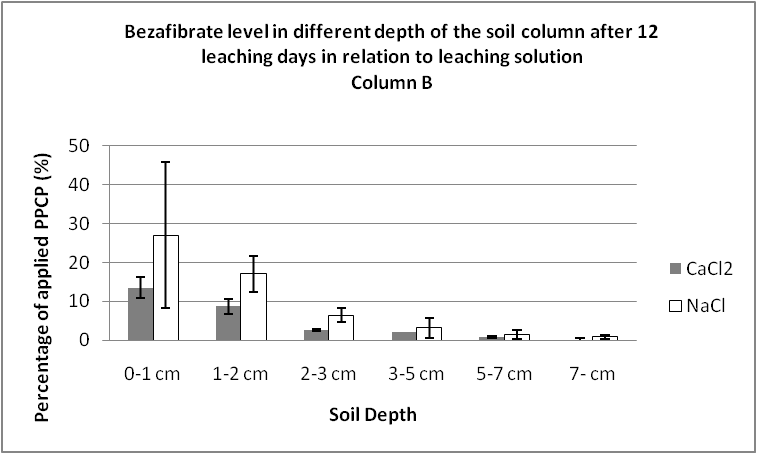 Bezafibrate level in different depth of the soil column after 12
leaching days in relation to leaching solution
Column B
Percentage of applied PPCP (%)
50
40
30
20
10
0
0-1 cm
1-2 cm
2-3 cm
3-5 cm
5-7 cm
7- cm
Soil Depth
CaCl2
NaCl